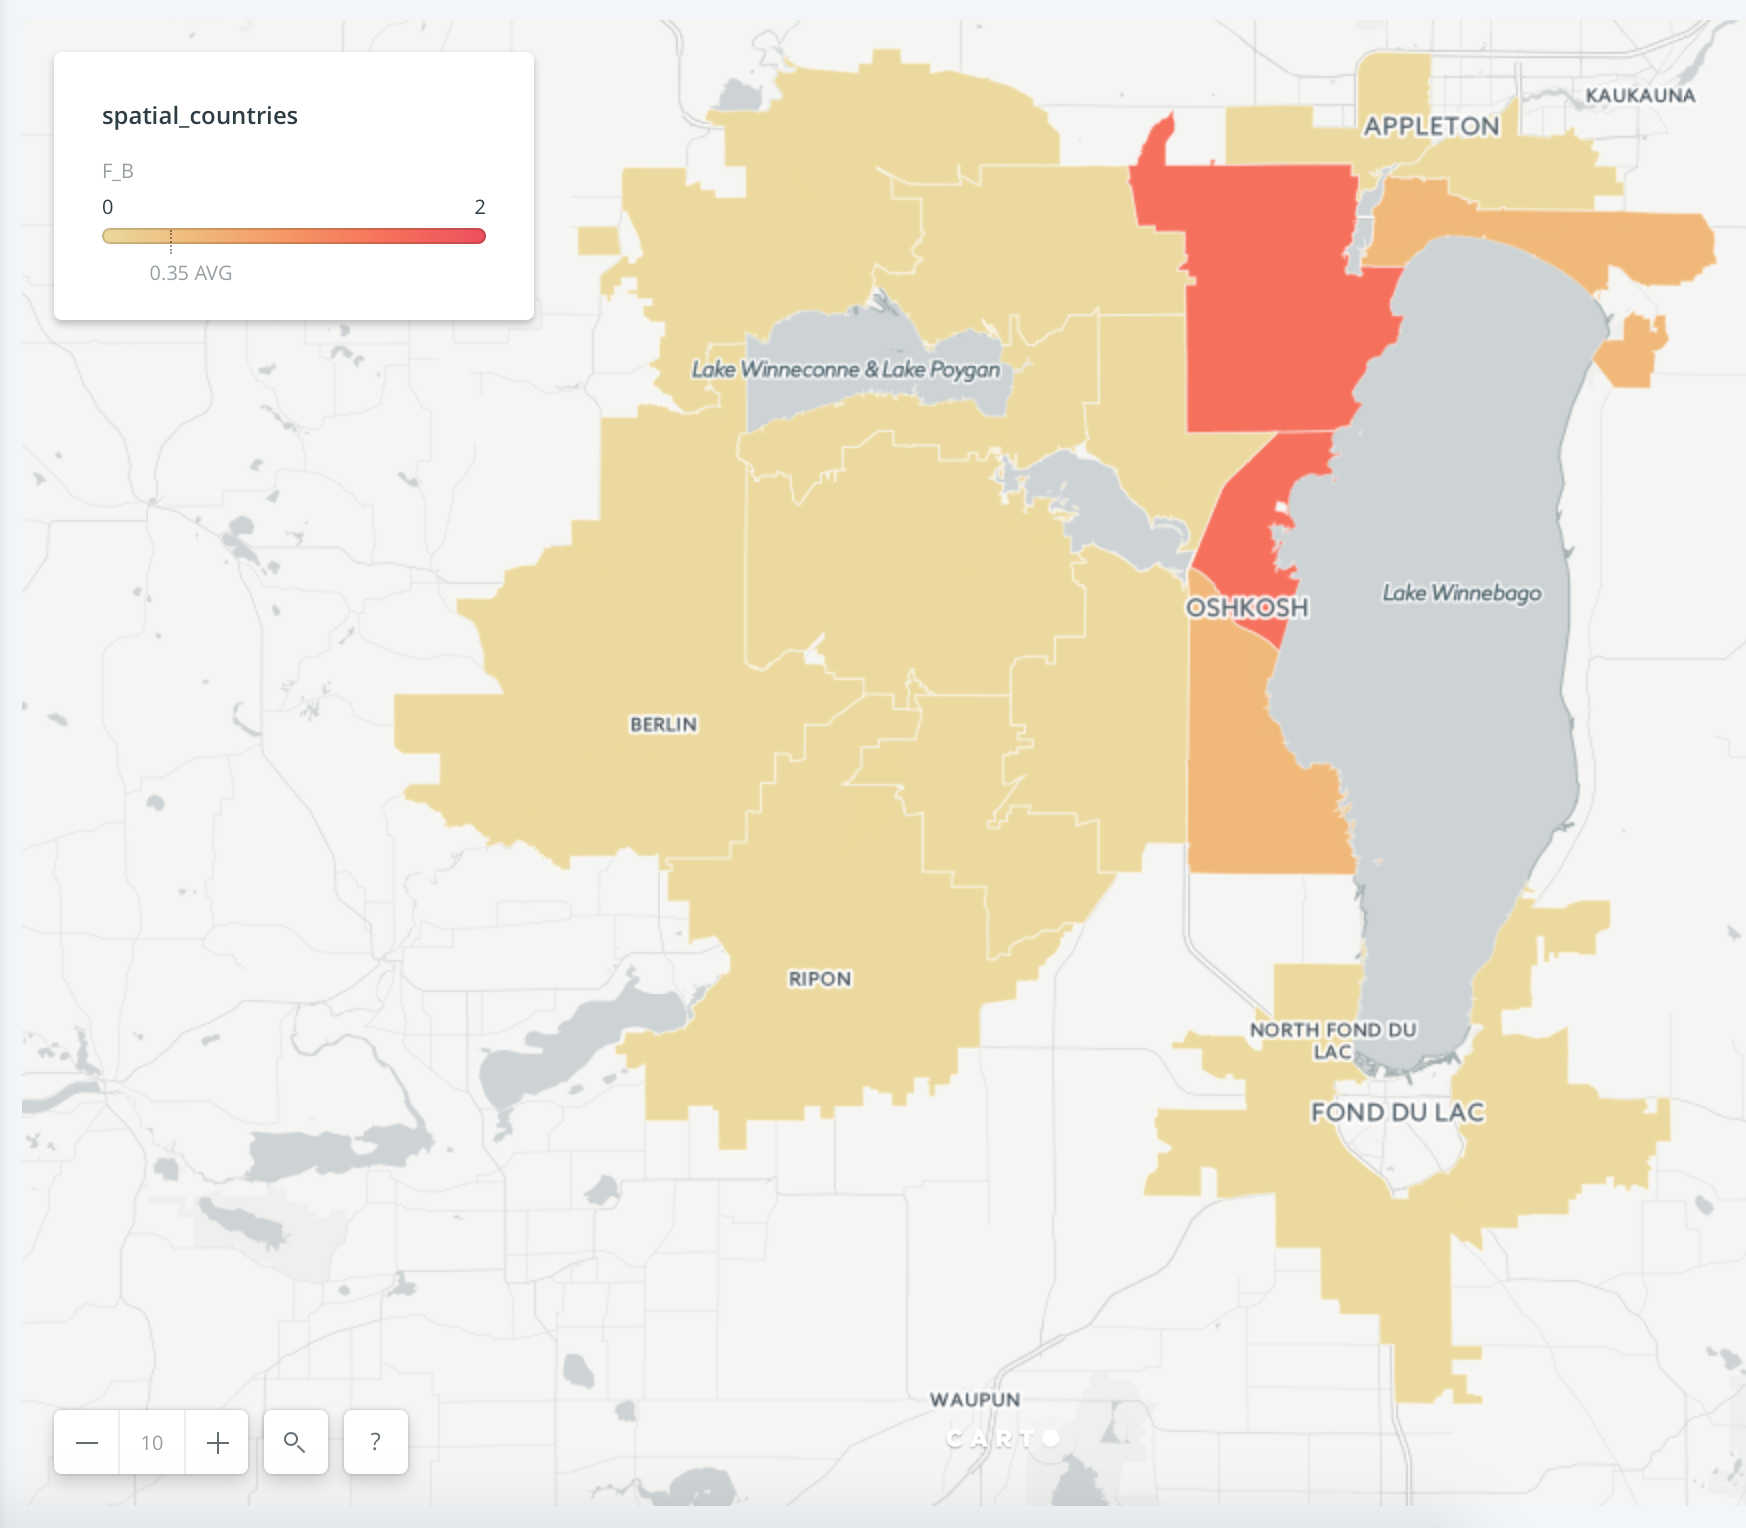 spatial_countries
F_B
0 2
0.35 AVG
KAUKAUNA
APPLETON
Lake Winneconne & Lake Poygan
Lake Winnebago
OSHKOSH
BERLIN
RIPON
NORTH FOND DU
LAC
FOND DU LAC
WAUPUN
CARTO
10
?